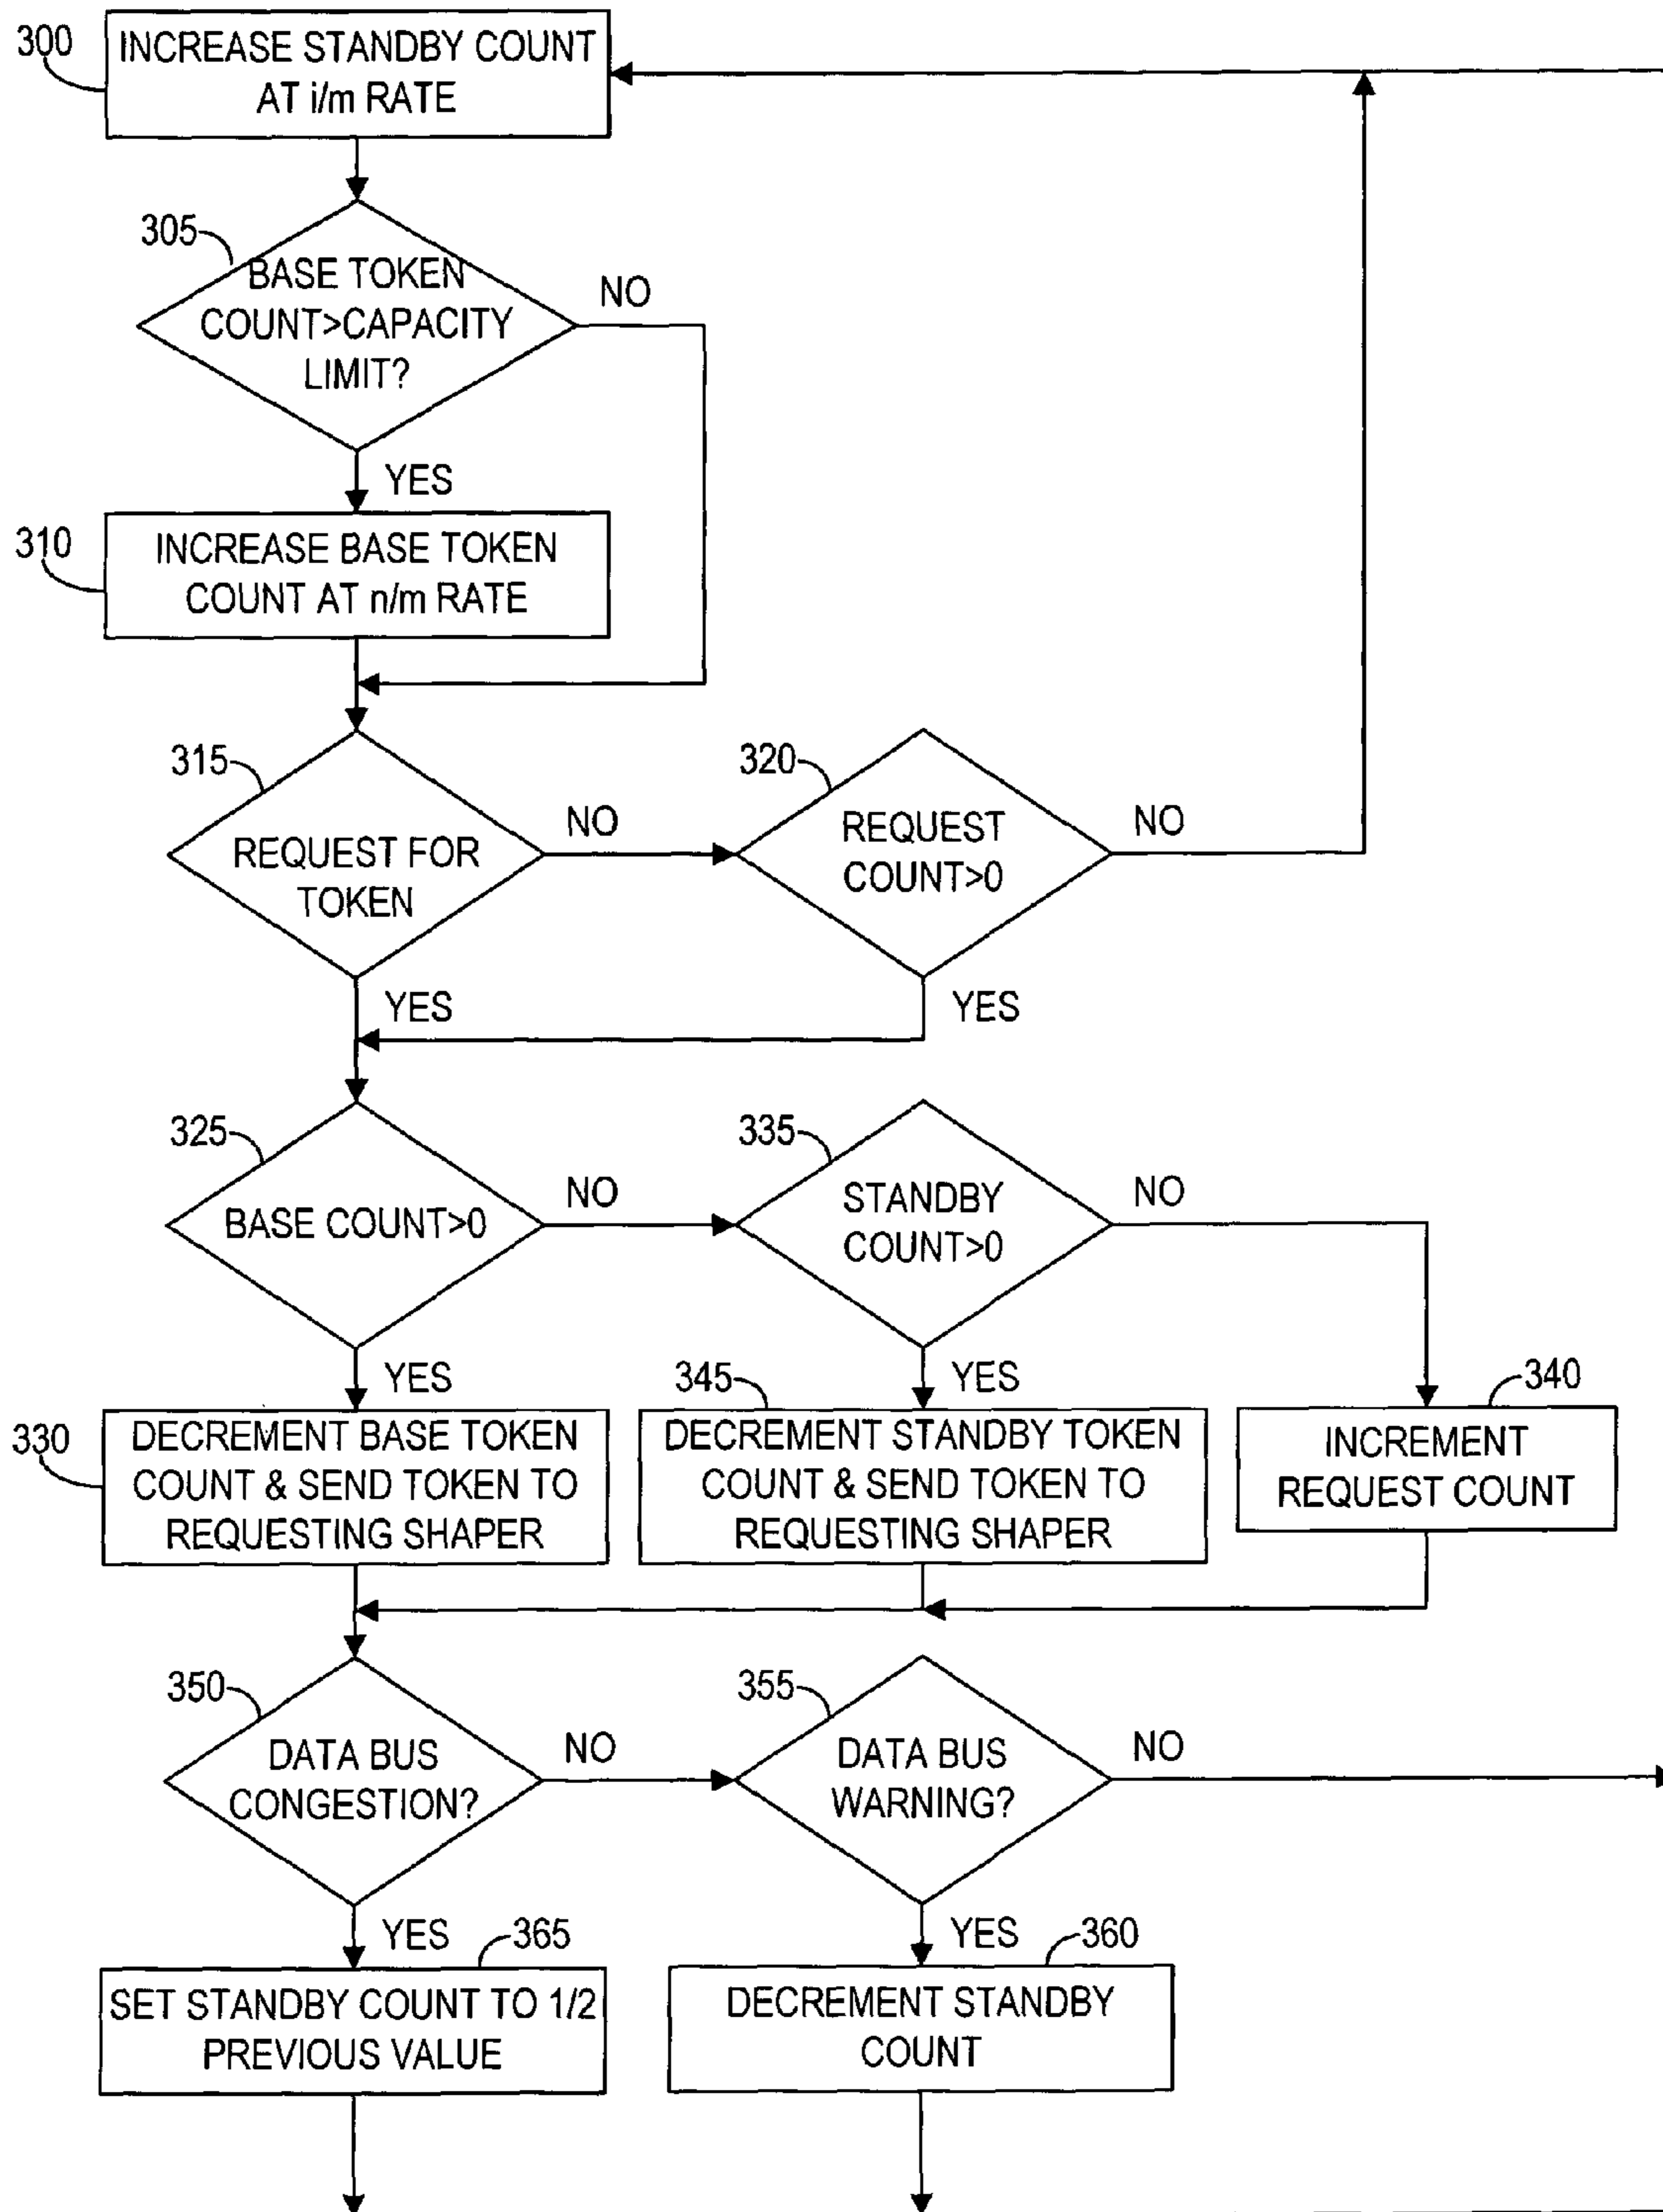 300
INCREASE STANDBY COUNT
AT i/m RATE
305
BASE TOKEN
COUNT>CAPACITY
LIMIT?
NO
YES
310
INCREASE BASE TOKEN
COUNT AT n/m RATE
315
REQUEST FOR
TOKEN
NO
YES
320
REQUEST
COUNT>0
NO
YES
325
BASE COUNT>0
NO
YES
335
STANDBY
COUNT>0
NO
YES
330
DECREMENT BASE TOKEN
COUNT & SEND TOKEN TO
REQUESTING SHAPER
345
DECREMENT STANDBY TOKEN
COUNT & SEND TOKEN TO
REQUESTING SHAPER
340
INCREMENT
REQUEST COUNT
350
DATA BUS
CONGESTION?
NO
YES
355
DATA BUS
WARNING?
NO
YES
365
SET STANDBY COUNT TO 1/2
PREVIOUS VALUE
360
DECREMENT STANDBY
COUNT